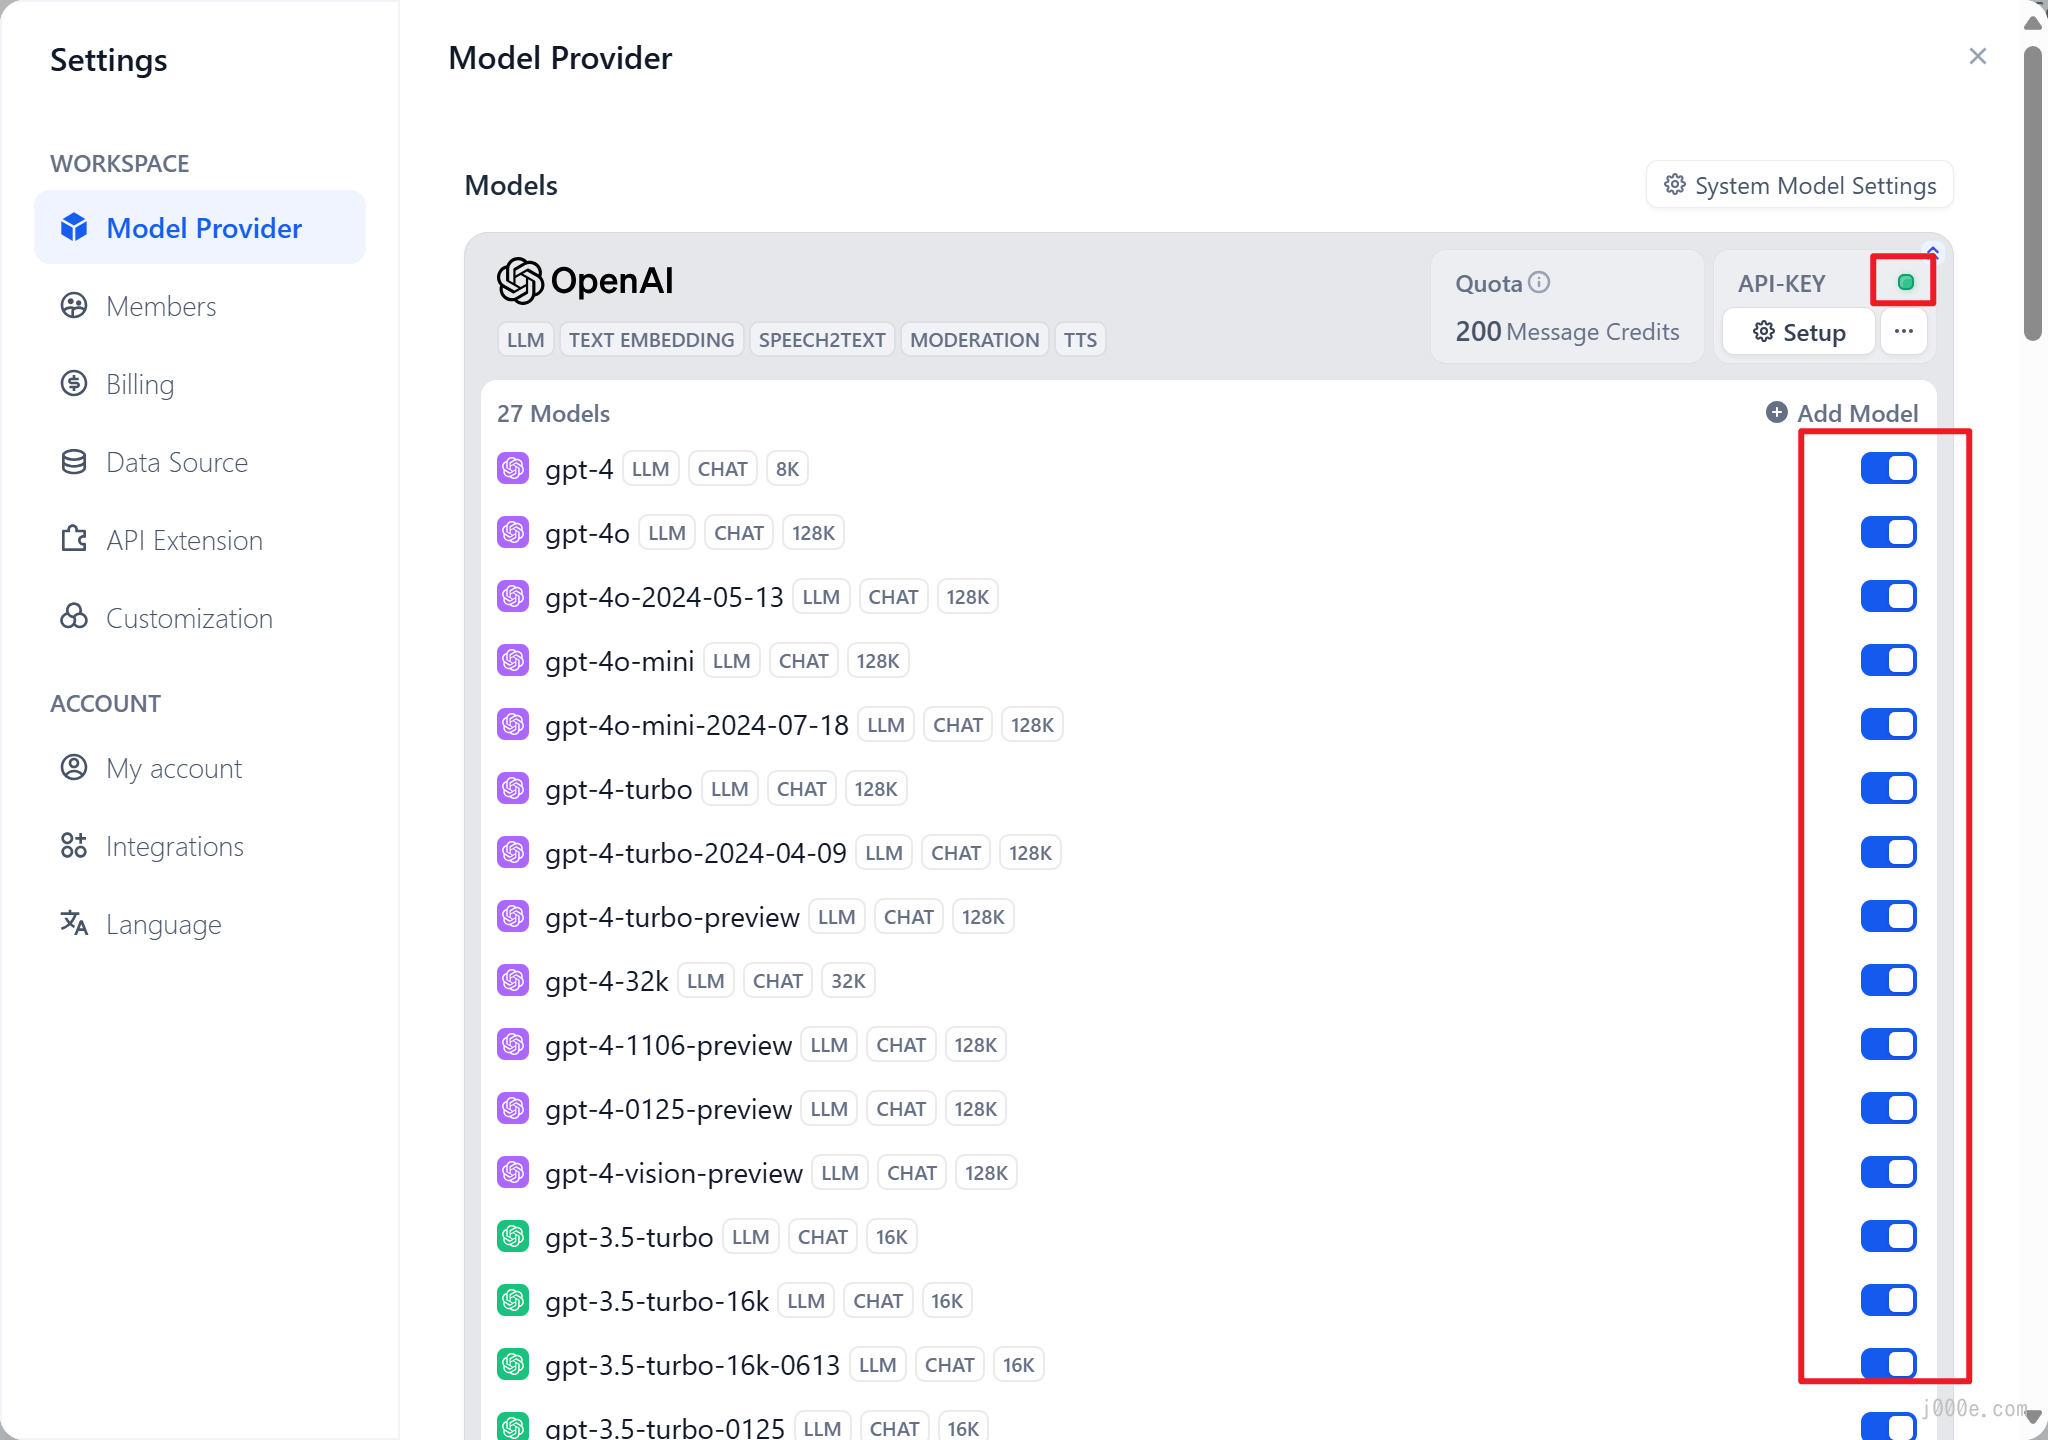 Settings
WORKSPACE
Model Provider
Members
Billing
Data Source
API Extension
Customization
ACCOUNT
My account
Integrations
Language
Model Provider
Models
System Model Settings
OpenAI
LLM TEXT EMBEDDING SPEECH2TEXT MODERATION TTS
Quota
200 Message Credits
API-KEY
Setup
27 Models
Add Model
gpt-4 LLM CHAT 8K
gpt-4o LLM CHAT 128K
gpt-4o-2024-05-13 LLM CHAT 128K
gpt-4o-mini LLM CHAT 128K
gpt-4o-mini-2024-07-18 LLM CHAT 128K
gpt-4-turbo LLM CHAT 128K
gpt-4-turbo-2024-04-09 LLM CHAT 128K
gpt-4-turbo-preview LLM CHAT 128K
gpt-4-32k LLM CHAT 32K
gpt-4-1106-preview LLM CHAT 128K
gpt-4-0125-preview LLM CHAT 128K
gpt-4-vision-preview LLM CHAT 128K
gpt-3.5-turbo LLM CHAT 16K
gpt-3.5-turbo-16k LLM CHAT 16K
gpt-3.5-turbo-16k-0613 LLM CHAT 16K
gpt-3.5-turbo-0125 LLM CHAT 16K
j000e.com